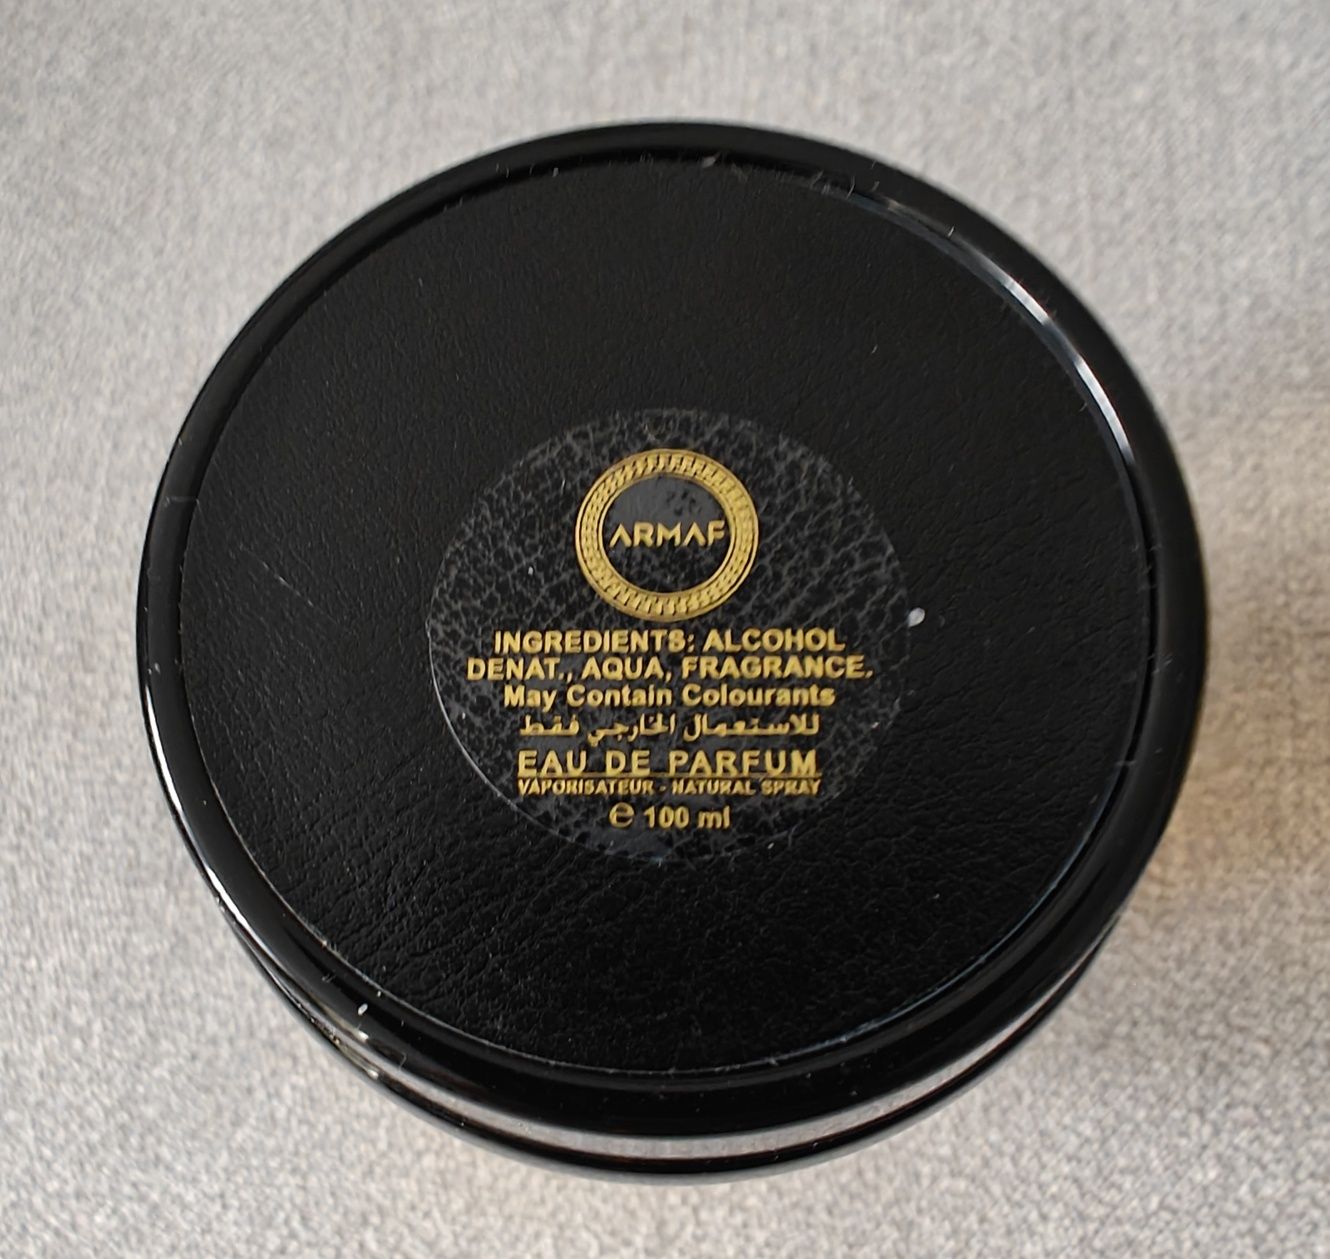 ARMAF
INGREDIENTS: ALCOHOL
DENAT., AQUA, FRAGRANCE.
May Contain Colourants
للاستعمال الخارجي فقط
EAU DE PARFUM
VAPORISATEUR - NATURAL SPRAY
℮ 100 ml